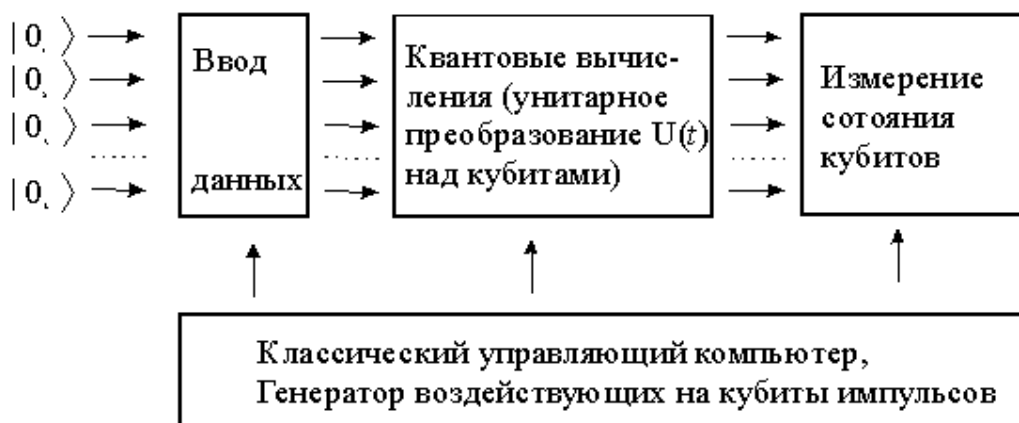 |0⟩
|0⟩
|0⟩
|0⟩
Ввод
данных
Квантовые вычис-
ления (унитарное
преобразование U(t)
над кубитами)
Измерение
сотояния
кубитов
Классический управляющий компьютер,
Генератор воздействующих на кубиты импульсов